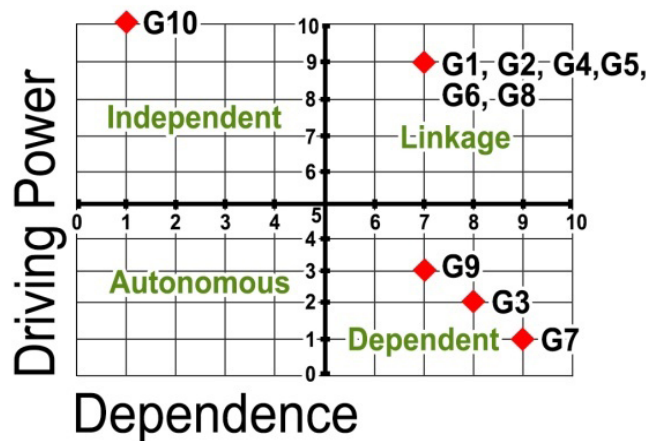 10
G10
9
G1, G2, G4,G5,
G6, G8
8
Independent
7
Linkage
6
0 1 2 3 4 5 6 7 8 9 10
4
Autonomous
3
G9
2
G3
1
Dependent
G7
0
Driving Power
Dependence